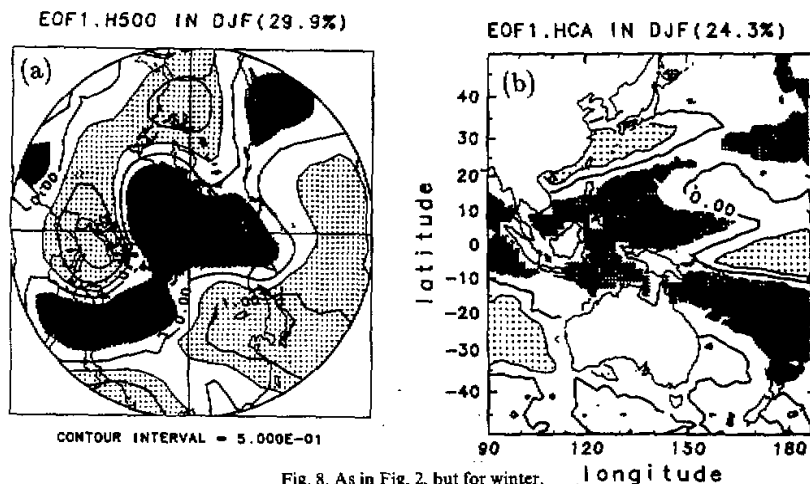 EOF1.H500 IN DJF(29.9%)
(a)
0.00
CONTOUR INTERVAL = 5.000E-01
EOF1.HCA IN DJF(24.3%)
(b)
0.00
latitude
40
30
20
10
0
-10
-20
-30
-40
90
120
150
180
longitude
Fig. 8. As in Fig. 2, but for winter.